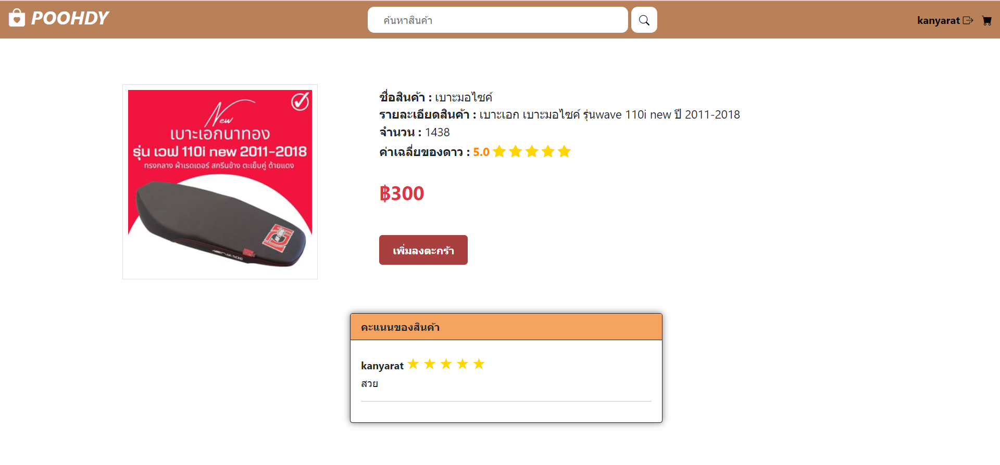 POOHDY
ค้นหาสินค้า
kanyarat
New
เบาะเอกนาทอง
รุ่น เวฟ 110i new 2011-2018
ทรงกลาง ผ้าเรดเดอร์ สกรีนข้าง ตะเย็บคู่ ด้ายแดง
ชื่อสินค้า : เบาะมอไซค์
รายละเอียดสินค้า : เบาะเอก เบาะมอไซค์ รุ่นwave 110i new ปี 2011-2018
จำนวน : 1438
ค่าเฉลี่ยของดาว : 5.0
฿300
เพิ่มลงตะกร้า
คะแนนของสินค้า
kanyarat
สวย